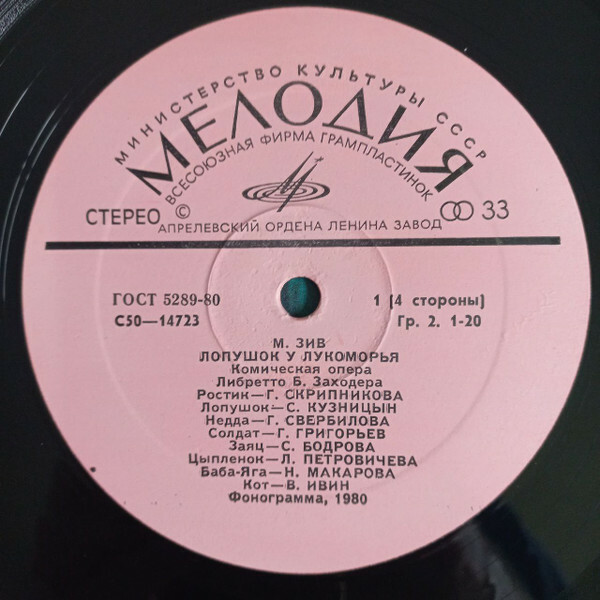 МИНИСТЕРСТВО КУЛЬТУРЫ СССР
МЕЛОДИЯ
ВСЕСОЮЗНАЯ ФИРМА ГРАМПЛАСТИНОК
СТЕРЕО © 33
АПРЕЛЕВСКИЙ ОРДЕНА ЛЕНИНА ЗАВОД
ГОСТ 5289-80 1 (4 стороны)
С50—14723 Гр. 2. 1-20
М. ЗИВ
ЛОПУШОК У ЛУКОМОРЬЯ
Комическая опера
Либретто Б. Заходера
Ростик—Г. СКРИПНИКОВА
Лопушок—С. КУЗНИЦЫН
Недда—Г. СВЕРБИЛОВА
Солдат—Г. ГРИГОРЬЕВ
Заяц—С. БОДРОВА
Цыпленок—Л. ПЕТРОВИЧЕВА
Баба-Яга—Н. МАКАРОВА
Кот—В. ИВИН
Фонограмма, 1980